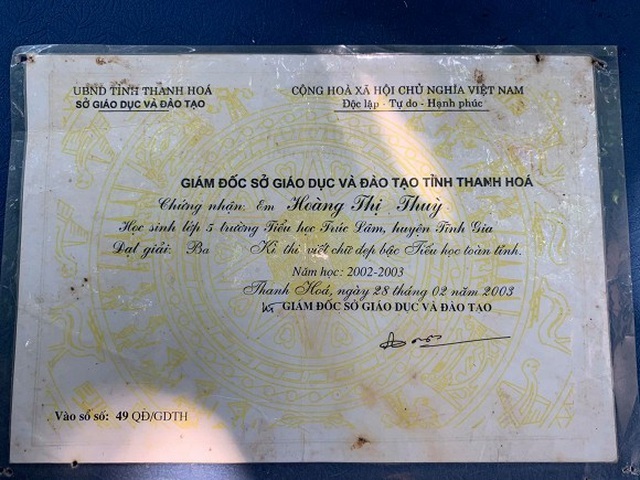 UBND TỈNH THANH HOÁ
SỞ GIÁO DỤC VÀ ĐÀO TẠO
CỘNG HOÀ XÃ HỘI CHỦ NGHĨA VIỆT NAM
Độc lập - Tự do - Hạnh phúc
GIÁM ĐỐC SỞ GIÁO DỤC VÀ ĐÀO TẠO TỈNH THANH HOÁ
Chứng nhận: Em Hoàng Thị Thuỳ
Học sinh lớp 5 trường Tiểu học Trúc Lâm, huyện Tĩnh Gia
Đạt giải: Ba Kì thi viết chữ đẹp bậc Tiểu học toàn tỉnh.
Năm học: 2002-2003
Thanh Hoá, ngày 28 tháng 02 năm 2003
GIÁM ĐỐC SỞ GIÁO DỤC VÀ ĐÀO TẠO
Vào sổ số: 49 QĐ/GDTH